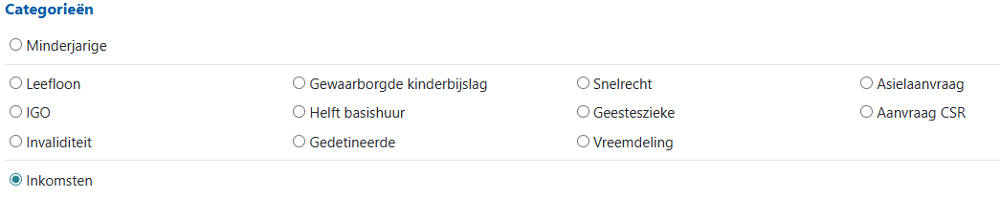 Categorieën
Minderjarige
Leefloon Gewaarborgde kinderbijslag Snelrecht Asielaanvraag
IGO Helft basishuur Geesteszieke Aanvraag CSR
Invaliditeit Gedetineerde Vreemdeling
Inkomsten